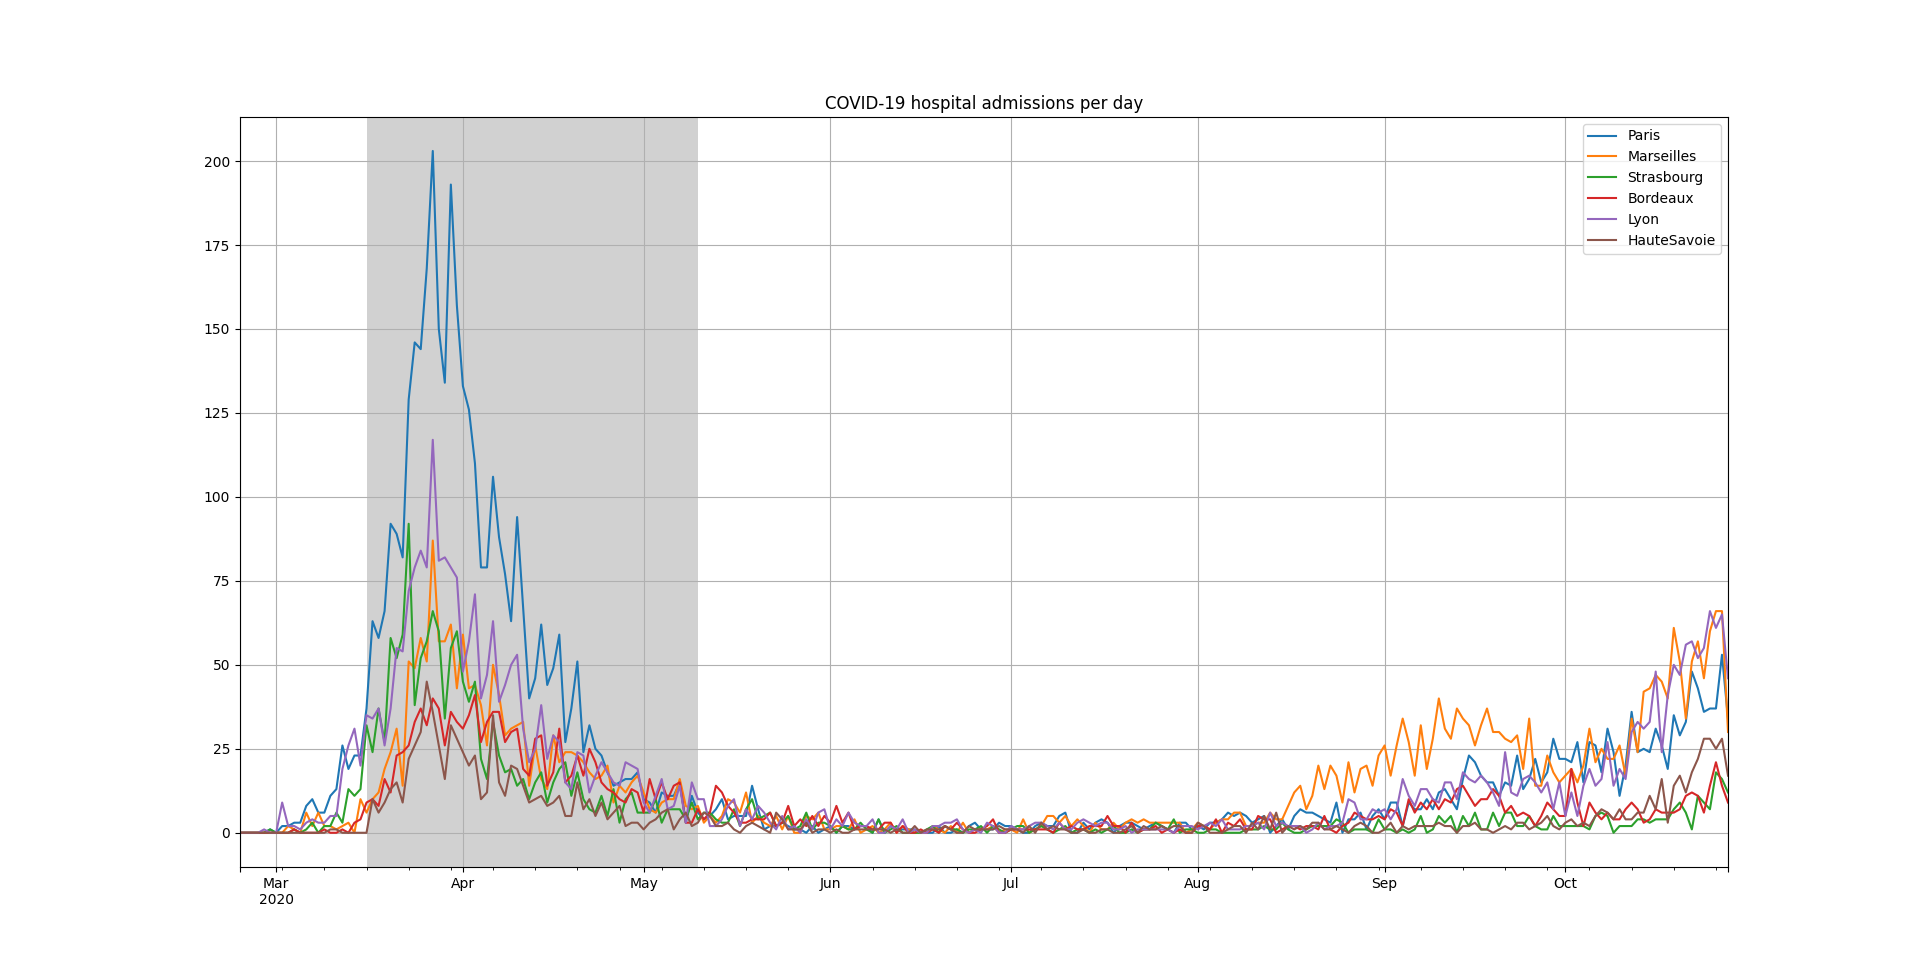 COVID-19 hospital admissions per day
Paris
Marseilles
Strasbourg
Bordeaux
Lyon
HauteSavoie
200
175
150
125
100
75
50
25
0
Mar Apr May Jun Jul Aug Sep Oct
2020